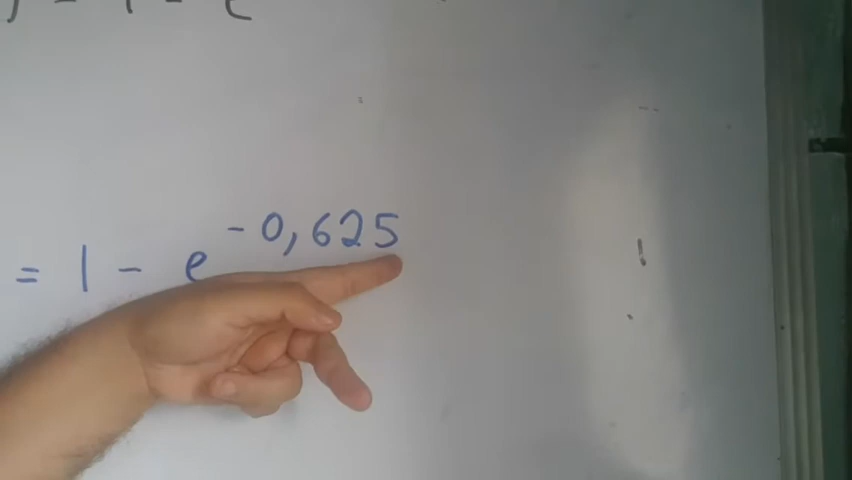 = 1 - e^-0,625